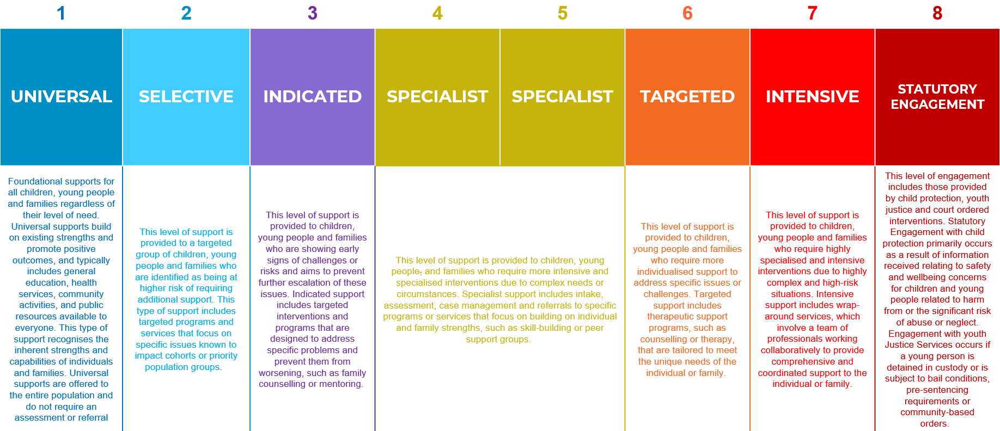 1
2
3
4
5
6
7
8
UNIVERSAL
SELECTIVE
INDICATED
SPECIALIST
SPECIALIST
TARGETED
INTENSIVE
STATUTORY
ENGAGEMENT
Foundational supports for
all children, young people
and families regardless of
their level of need.
Universal supports build
on existing strengths and
promote positive
outcomes, and typically
includes general
education, health
services, community
activities, and public
resources available to
everyone. This type of
support recognises the
inherent strengths and
capabilities of individuals
and families. Universal
supports are offered to
the entire population and
do not require an
assessment or referral
This level of support is
provided to a targeted
group of children, young
people and families who
are identified as being at
higher risk of requiring
additional support. This
type of support includes
targeted programs and
services that focus on
specific issues known to
impact cohorts or priority
population groups.
This level of support is
provided to children,
young people and families
who are showing early
signs of challenges or
risks and aims to prevent
further escalation of these
issues. Indicated support
includes targeted
interventions and
programs that are
designed to address
specific problems and
prevent them from
worsening, such as family
counselling or mentoring.
This level of support is provided to children, young
people, and families who require more intensive and
specialised interventions due to complex needs or
circumstances. Specialist support includes intake,
assessment, case management and referrals to specific
programs or services that focus on building on individual
and family strengths, such as skill-building or peer
support groups.
This level of support is
provided to children,
young people and families
who require more
individualised support to
address specific issues or
challenges. Targeted
support includes
therapeutic support
programs, such as
counselling or therapy,
that are tailored to meet
the unique needs of the
individual or family.
This level of support is
provided to children,
young people and families
who require highly
specialised and intensive
interventions due to highly
complex and high-risk
situations. Intensive
support includes wrap-
around services, which
involve a team of
professionals working
collaboratively to provide
comprehensive and
coordinated support to the
individual or family.
This level of engagement
includes those provided
by child protection, youth
justice and court ordered
interventions. Statutory
Engagement with child
protection primarily occurs
as a result of information
received relating to safety
and wellbeing concerns
for children and young
people related to harm
from or the significant risk
of abuse or neglect.
Engagement with youth
Justice Services occurs if
a young person is
detained in custody or is
subject to bail conditions,
pre-sentencing
requirements or
community-based
orders.